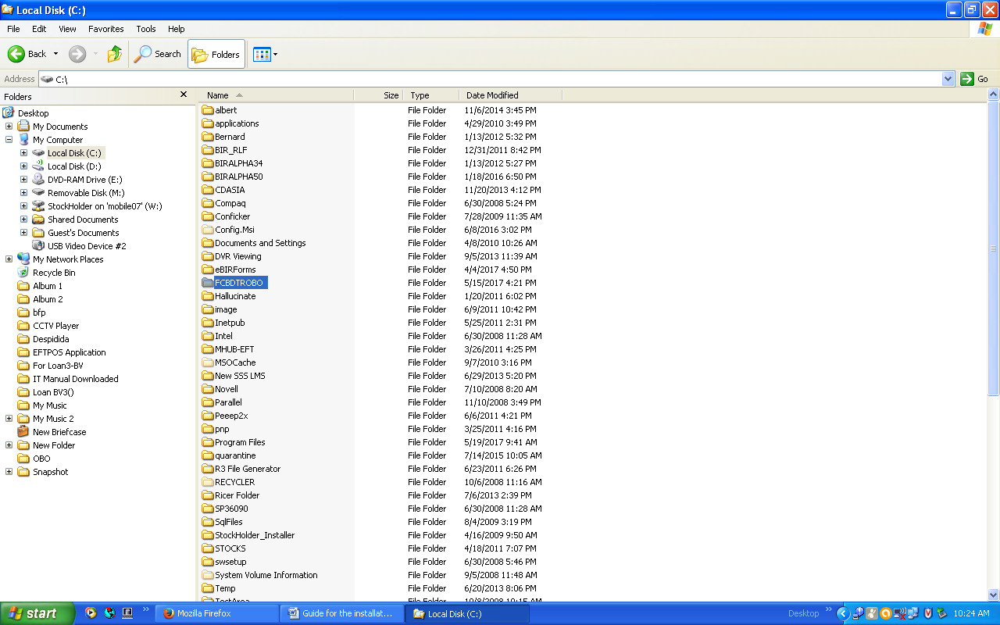 Local Disk (C:)
File Edit View Favorites Tools Help
Back Search Folders
Address C:\ Go
Folders
Desktop
My Documents
My Computer
Local Disk (C:)
Local Disk (D:)
DVD-RAM Drive (E:)
Removable Disk (M:)
StockHolder on 'mobile07' (W:)
Shared Documents
Guest's Documents
USB Video Device #2
My Network Places
Recycle Bin
Album 1
Album 2
bfp
CCTV Player
Despidida
EFTPOS Application
For Loan3-BV
IT Manual Downloaded
Loan BV3()
My Music
My Music 2
New Briefcase
New Folder
OBO
Snapshot
Name Size Type Date Modified
albert File Folder 11/6/2014 3:45 PM
applications File Folder 4/29/2010 3:49 PM
Bernard File Folder 1/13/2012 5:32 PM
BIR_RLF File Folder 12/31/2011 8:42 PM
BIRALPHA34 File Folder 1/13/2012 5:27 PM
BIRALPHA50 File Folder 1/18/2016 6:50 PM
CDASIA File Folder 11/20/2013 4:12 PM
Compaq File Folder 6/30/2008 5:24 PM
Conficker File Folder 7/28/2009 11:35 AM
Config.Msi File Folder 6/8/2016 3:02 PM
Documents and Settings File Folder 4/8/2010 10:26 AM
DVR Viewing File Folder 9/5/2013 11:39 AM
eBIRForms File Folder 4/4/2017 4:50 PM
FCBDTROBO File Folder 5/15/2017 4:21 PM
Hallucinate File Folder 1/20/2011 6:02 PM
image File Folder 6/9/2011 10:42 PM
Inetpub File Folder 5/25/2011 2:31 PM
Intel File Folder 6/30/2008 11:28 AM
MHUB-EFT File Folder 3/26/2011 4:25 PM
MSOCache File Folder 9/7/2010 3:16 PM
New SSS LMS File Folder 6/29/2013 5:20 PM
Novell File Folder 7/10/2008 8:20 AM
Parallel File Folder 11/10/2008 3:49 PM
Peeep2x File Folder 6/6/2011 4:21 PM
pnp File Folder 3/25/2011 4:16 PM
Program Files File Folder 5/19/2017 9:41 AM
quarantine File Folder 7/14/2015 10:05 AM
R3 File Generator File Folder 6/23/2011 6:26 PM
RECYCLER File Folder 10/6/2008 11:16 AM
Ricer Folder File Folder 7/6/2013 2:39 PM
SP36090 File Folder 6/30/2008 11:28 AM
SqlFiles File Folder 8/4/2009 3:19 PM
StockHolder_Installer File Folder 4/16/2009 9:50 AM
STOCKS File Folder 4/18/2011 7:07 PM
swsetup File Folder 6/30/2008 5:46 PM
System Volume Information File Folder 9/5/2008 11:48 AM
Temp File Folder 6/20/2013 8:06 PM
TestArea File Folder 10/8/2008 10:15 AM
start Mozilla Firefox Guide for the installat... Local Disk (C:) Desktop 10:24 AM